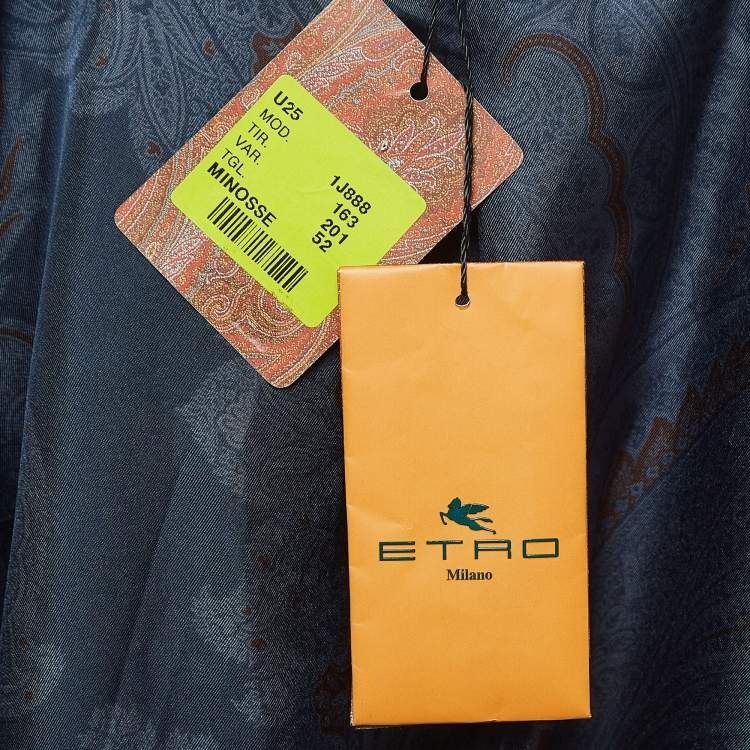 U25
MOD. 1J888
TIR. 163
VAR. 201
TGL. 52
MINOSSE
ETRO
Milano